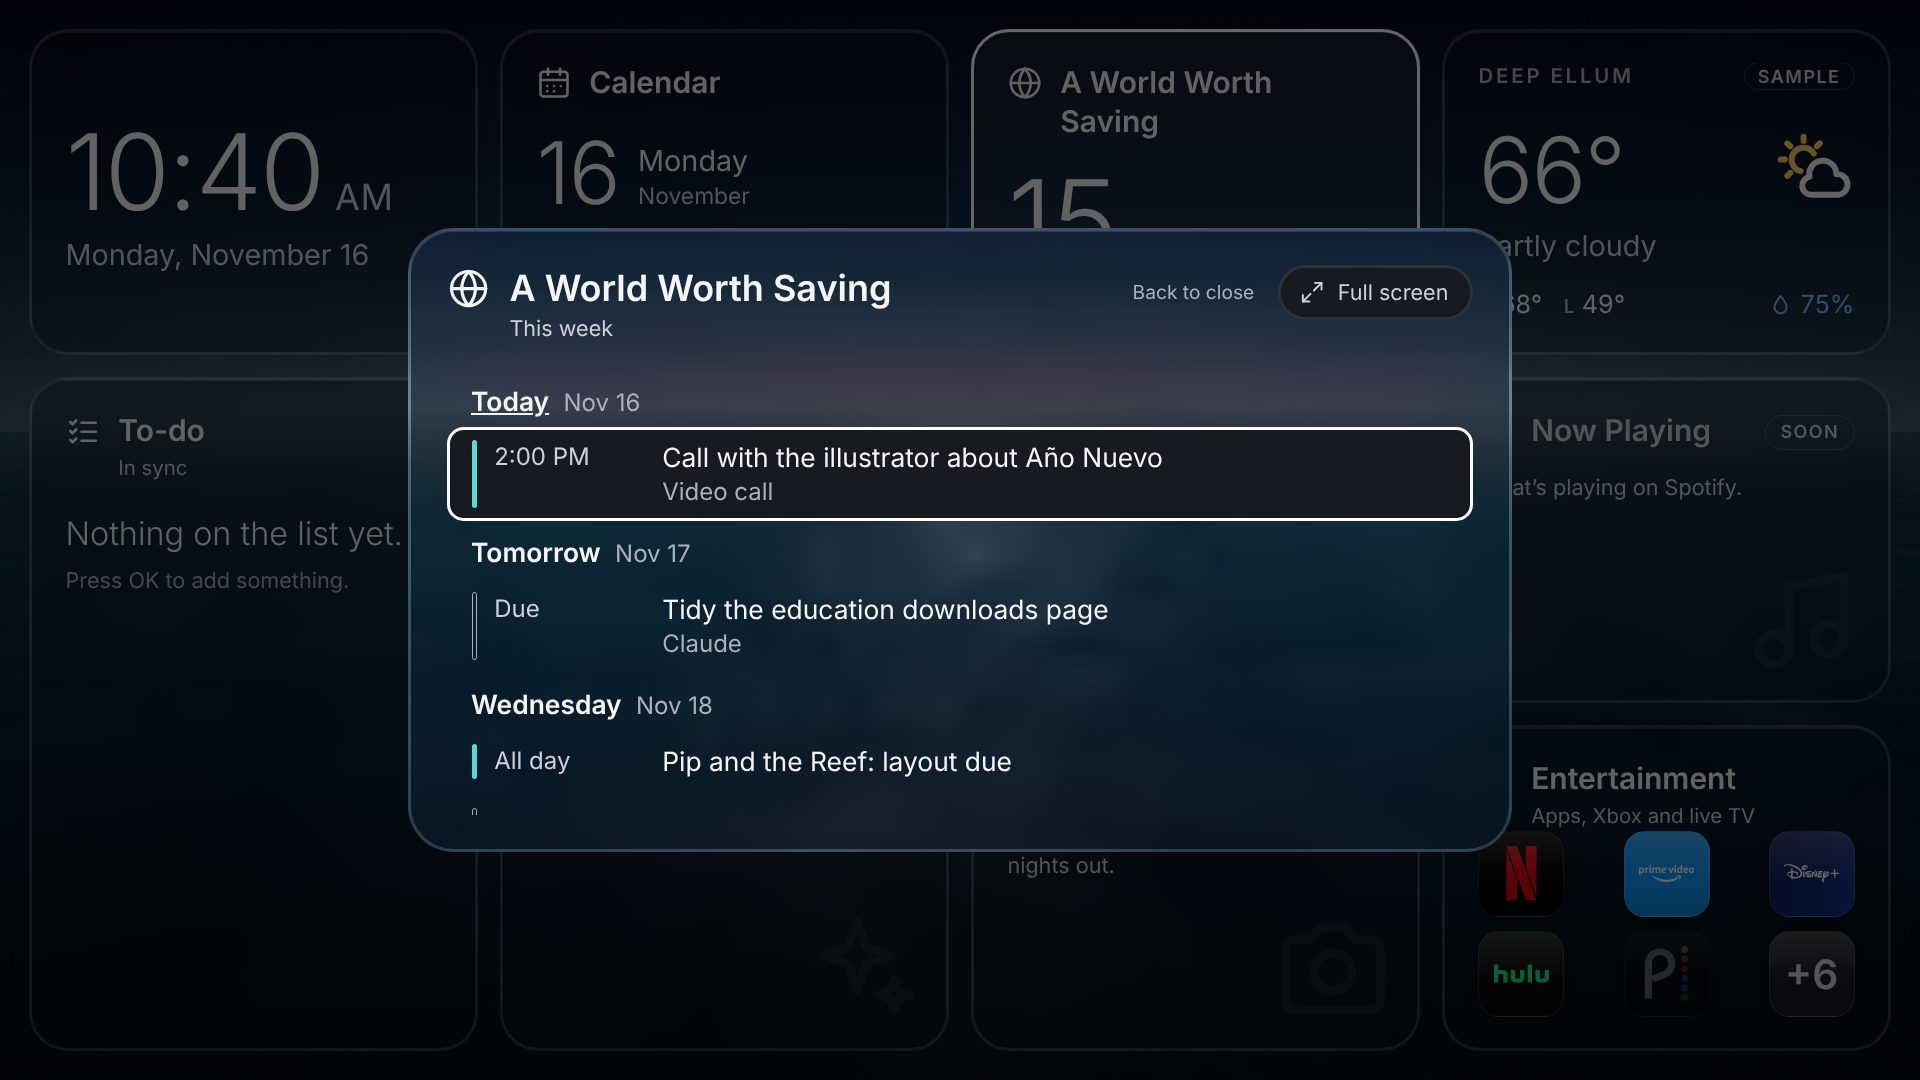 10:40 AM
Monday, November 16
Calendar
16
Monday
November
A World Worth
Saving
15
DEEP ELLUM
SAMPLE
66°
artly cloudy
68° L 49°
75%
A World Worth Saving
This week
Back to close
Full screen
Today Nov 16
2:00 PM
Call with the illustrator about Año Nuevo
Video call
Tomorrow Nov 17
Due
Tidy the education downloads page
Claude
Wednesday Nov 18
All day
Pip and the Reef: layout due
To-do
In sync
Nothing on the list yet.
Press OK to add something.
Now Playing
SOON
at’s playing on Spotify.
nights out.
Entertainment
Apps, Xbox and live TV
N
prime video
Disney+
hulu
P
+6